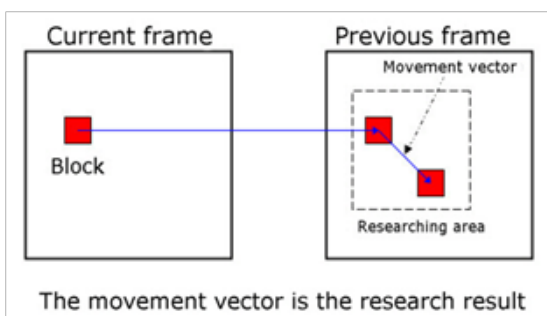 Current frame
Previous frame
Movement vector
Block
Researching area
The movement vector is the research result